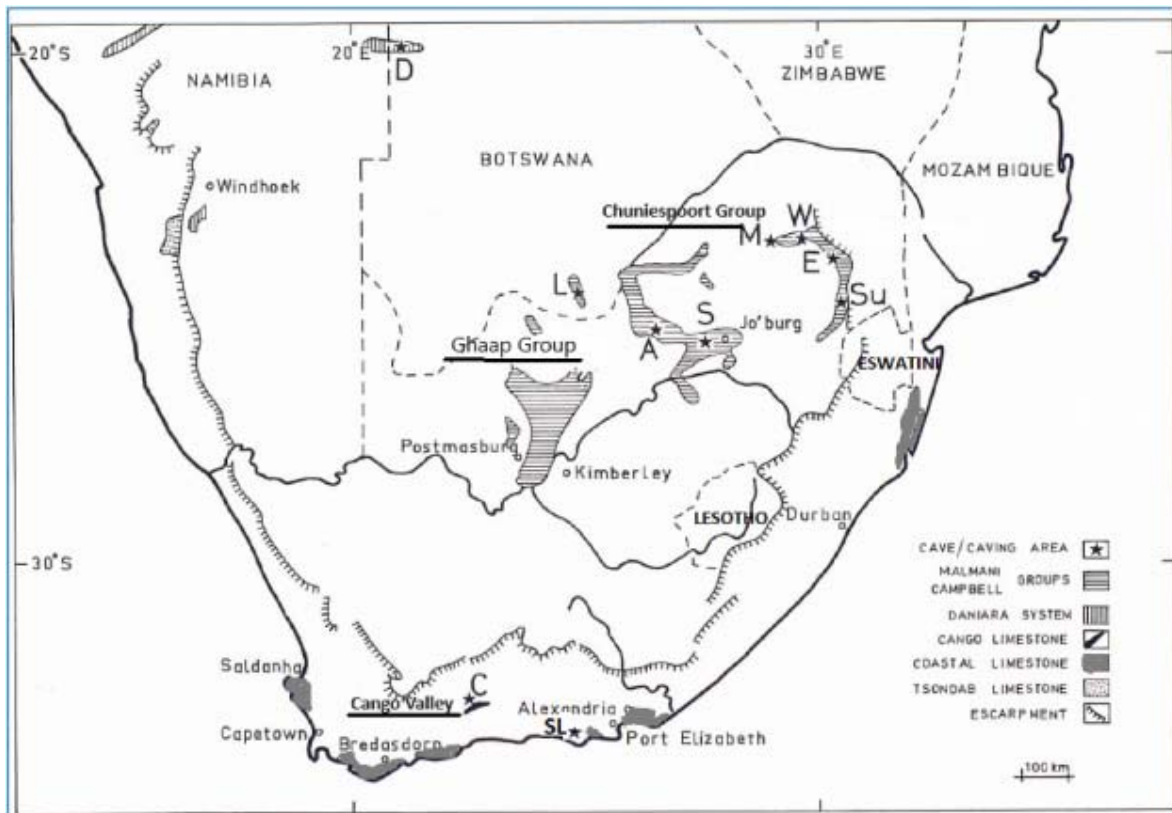 20°S
20°E
30°E
D
NAMIBIA
ZIMBABWE
BOTSWANA
MOZAMBIQUE
Windhoek
Chuniespoort Group
M
W
E
L
Su
S
Jo'burg
A
Ghaap Group
ESWATINI
Postmasburg
Kimberley
LESOTHO
Durban
30°S
CAVE/CAVING AREA
MALMANI
CAMPBELL GROUPS
DANIARA SYSTEM
CANGO LIMESTONE
COASTAL LIMESTONE
TSONDAB LIMESTONE
ESCARPMENT
Saldanha
C
Cango Valley
Alexandria
SL
Capetown
Bredasdorp
Port Elizabeth
100 km